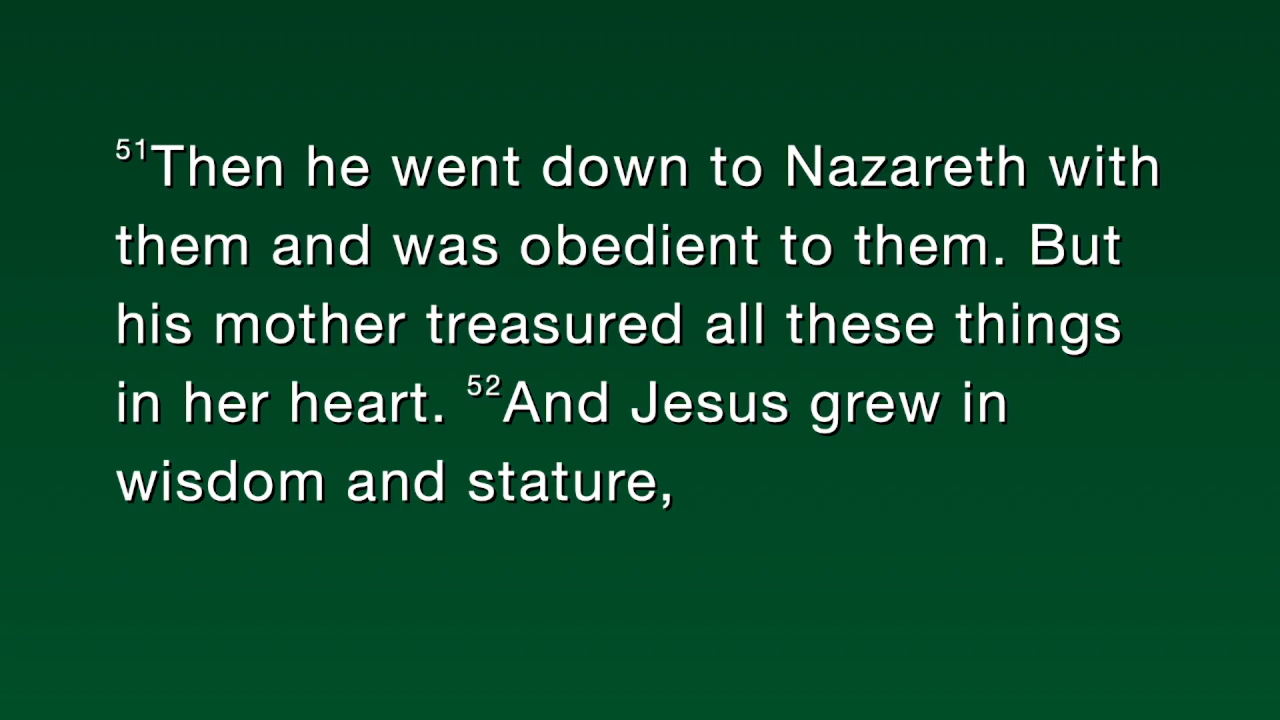 51Then he went down to Nazareth with
them and was obedient to them. But
his mother treasured all these things
in her heart. 52And Jesus grew in
wisdom and stature,